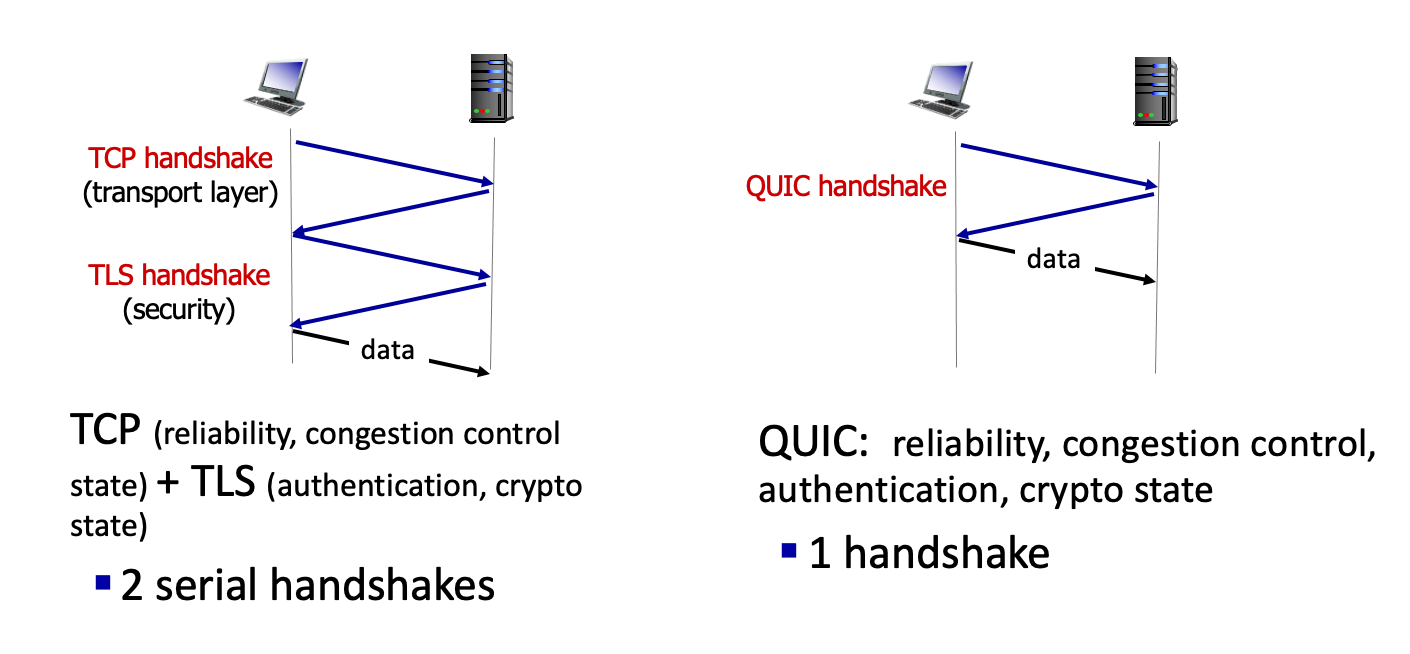 TCP handshake
(transport layer)
TLS handshake
(security)
data
TCP (reliability, congestion control
state) + TLS (authentication, crypto
state)
▪ 2 serial handshakes
QUIC handshake
data
QUIC: reliability, congestion control,
authentication, crypto state
▪ 1 handshake